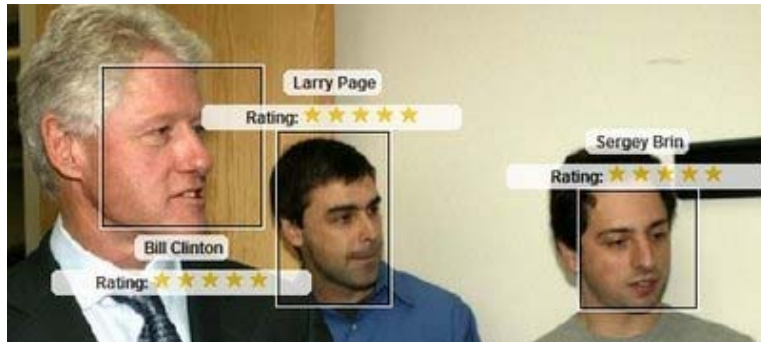 Larry Page
Rating:
Sergey Brin
Rating:
Bill Clinton
Rating: